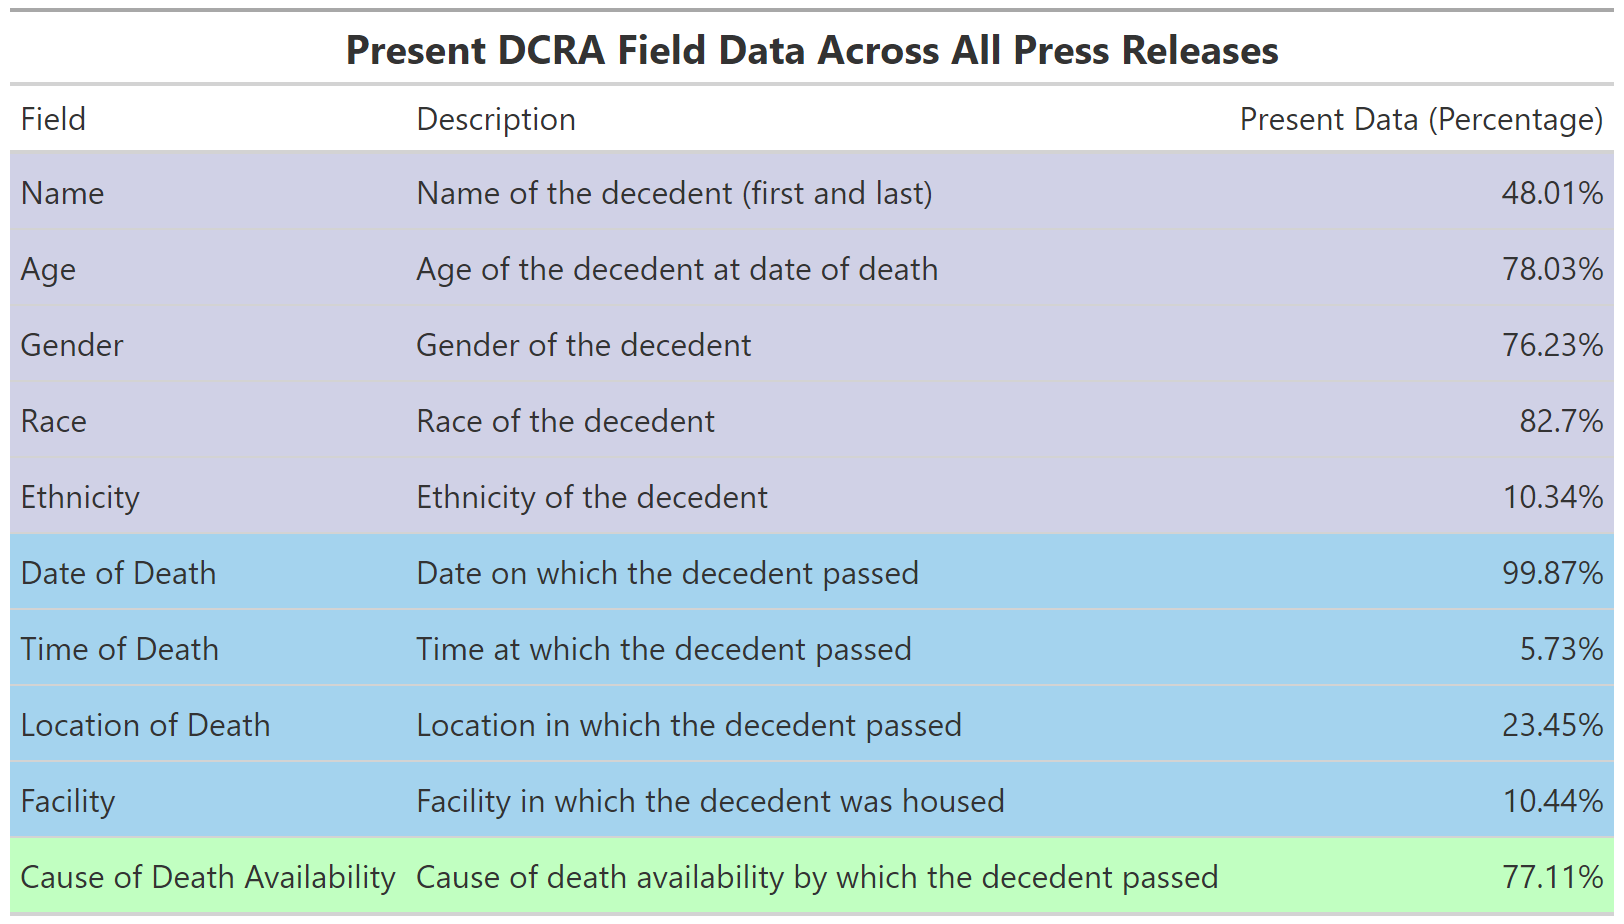 Present DCRA Field Data Across All Press Releases
Field Description Present Data (Percentage)
Name Name of the decedent (first and last) 48.01%
Age Age of the decedent at date of death 78.03%
Gender Gender of the decedent 76.23%
Race Race of the decedent 82.7%
Ethnicity Ethnicity of the decedent 10.34%
Date of Death Date on which the decedent passed 99.87%
Time of Death Time at which the decedent passed 5.73%
Location of Death Location in which the decedent passed 23.45%
Facility Facility in which the decedent was housed 10.44%
Cause of Death Availability Cause of death availability by which the decedent passed 77.11%